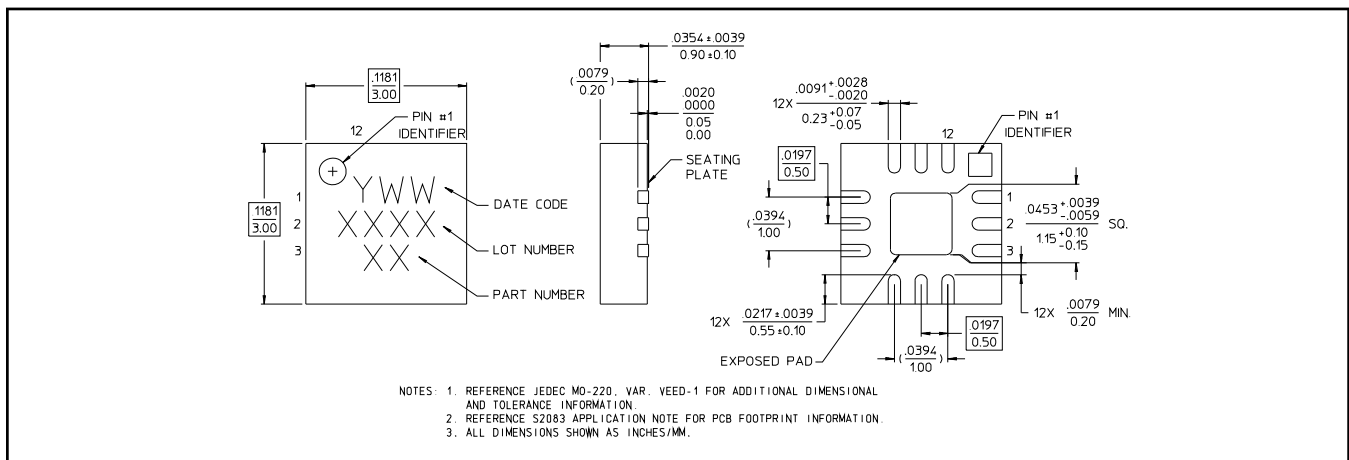 .1181
3.00
12
PIN #1
IDENTIFIER
.1181
3.00
1
2
3
YWW
XXXX
XX
DATE CODE
LOT NUMBER
PART NUMBER
.0354 ±.0039
0.90 ±0.10
(.0079
0.20)
.0020
.0000
0.05
0.00
SEATING
PLATE
12X .0091 +.0028
-.0020
0.23 +0.07
-0.05
12
PIN #1
IDENTIFIER
.0197
0.50
(.0394
1.00)
1
2
3
.0453 +.0039
-.0059
1.15 +0.10
-0.15
SQ.
12X .0217 ±.0039
0.55 ±0.10
12X .0079
0.20
MIN.
.0197
0.50
(.0394
1.00)
EXPOSED PAD
NOTES: 1. REFERENCE JEDEC MO-220, VAR. VEED-1 FOR ADDITIONAL DIMENSIONAL
AND TOLERANCE INFORMATION.
2. REFERENCE S2083 APPLICATION NOTE FOR PCB FOOTPRINT INFORMATION.
3. ALL DIMENSIONS SHOWN AS INCHES/MM.